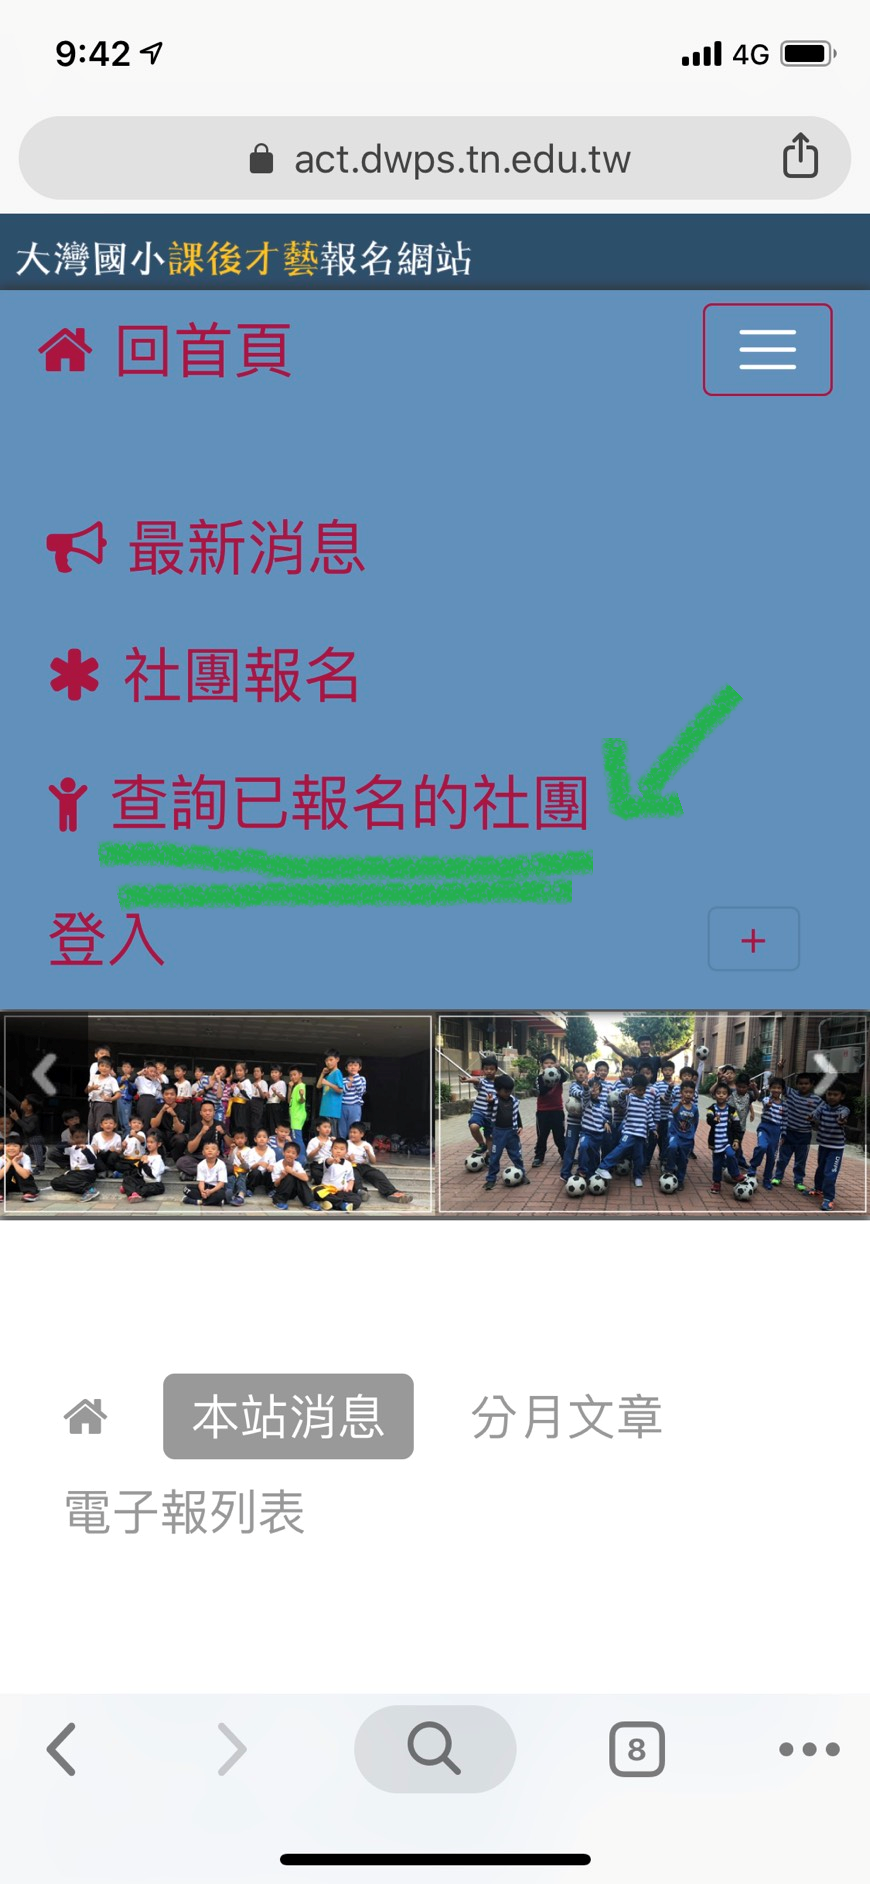 9:42
4G
act.dwps.tn.edu.tw
大灣國小課後才藝報名網站
回首頁
最新消息
社團報名
查詢已報名的社團
登入
+
本站消息 分月文章
電子報列表
8